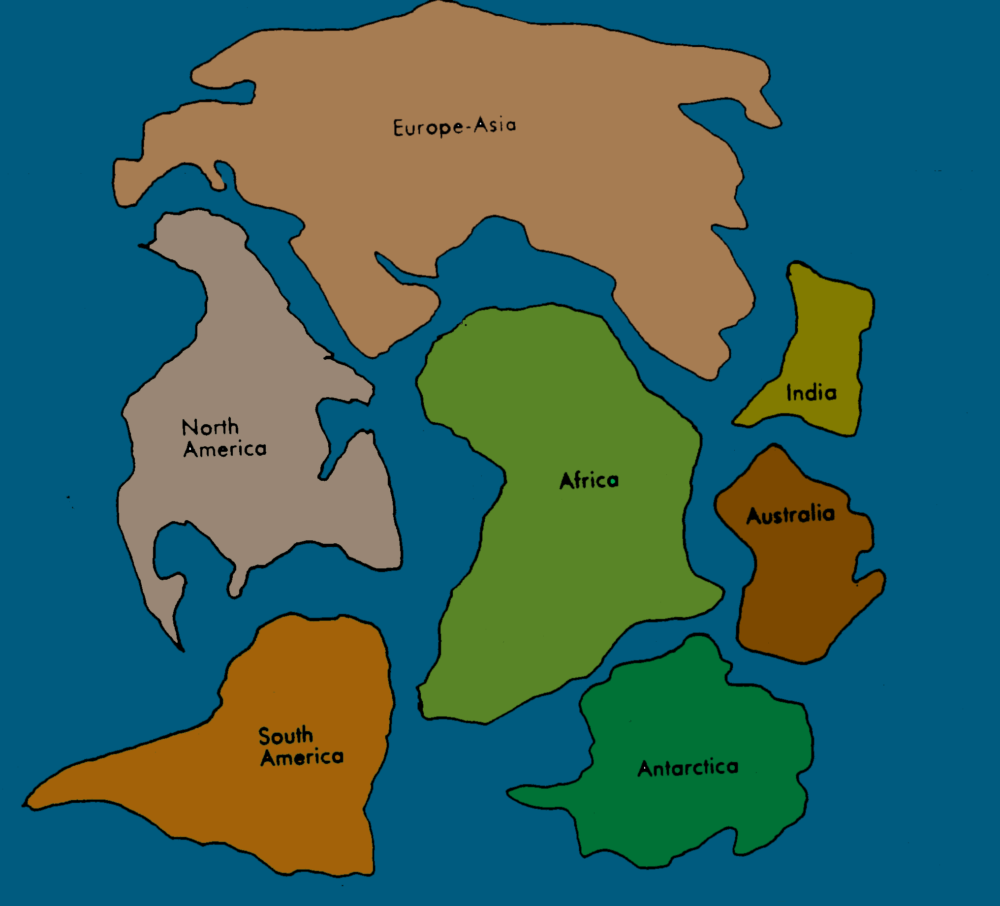 Europe-Asia
India
North
America
Africa
Australia
South
America
Antarctica